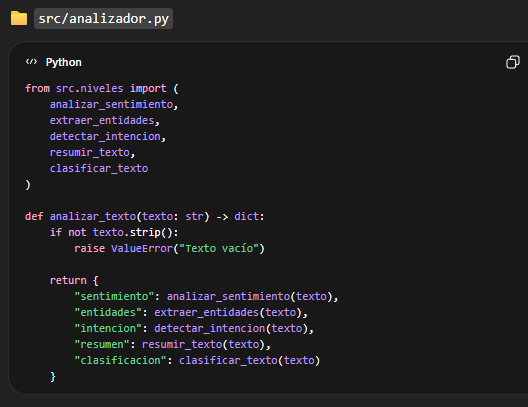 src/analizador.py
Python
from src.niveles import (
    analizar_sentimiento,
    extraer_entidades,
    detectar_intencion,
    resumir_texto,
    clasificar_texto
)
def analizar_texto(texto: str) -> dict:
    if not texto.strip():
        raise ValueError("Texto vacío")
    return {
        "sentimiento": analizar_sentimiento(texto),
        "entidades": extraer_entidades(texto),
        "intencion": detectar_intencion(texto),
        "resumen": resumir_texto(texto),
        "clasificacion": clasificar_texto(texto)
    }